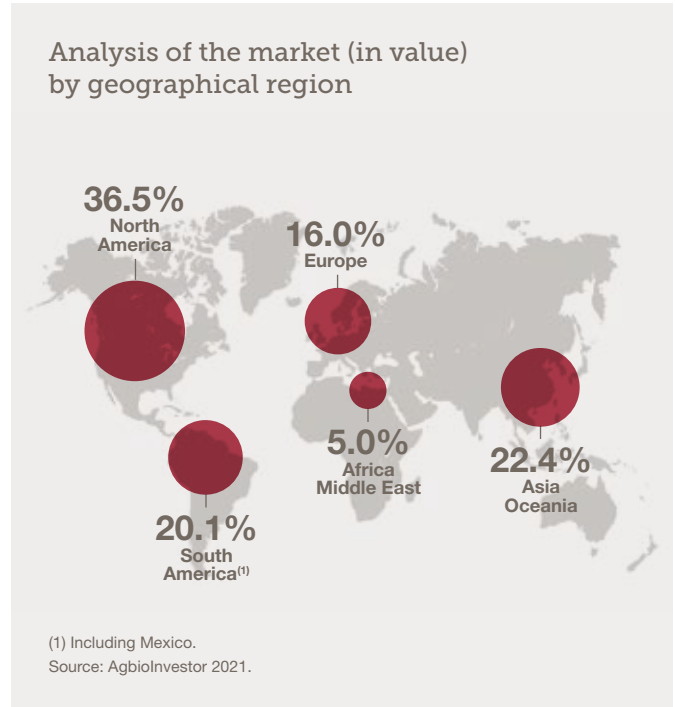 Analysis of the market (in value)
by geographical region
36.5%
North
America
16.0%
Europe
5.0%
Africa
Middle East
22.4%
Asia
Oceania
20.1%
South
America(1)
(1) Including Mexico.
Source: AgbioInvestor 2021.